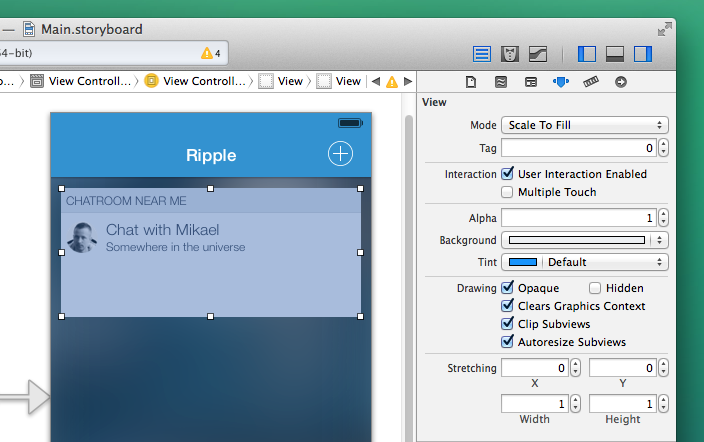 — Main.storyboard
64-bit)
4
o... View Controll... View Controll... View View
View
Mode Scale To Fill
Tag 0
Interaction User Interaction Enabled
Multiple Touch
Alpha 1
Background
Tint Default
Drawing Opaque Hidden
Clears Graphics Context
Clip Subviews
Autoresize Subviews
Stretching 0 0
X Y
1 1
Width Height
Ripple
CHATROOM NEAR ME
Chat with Mikael
Somewhere in the universe